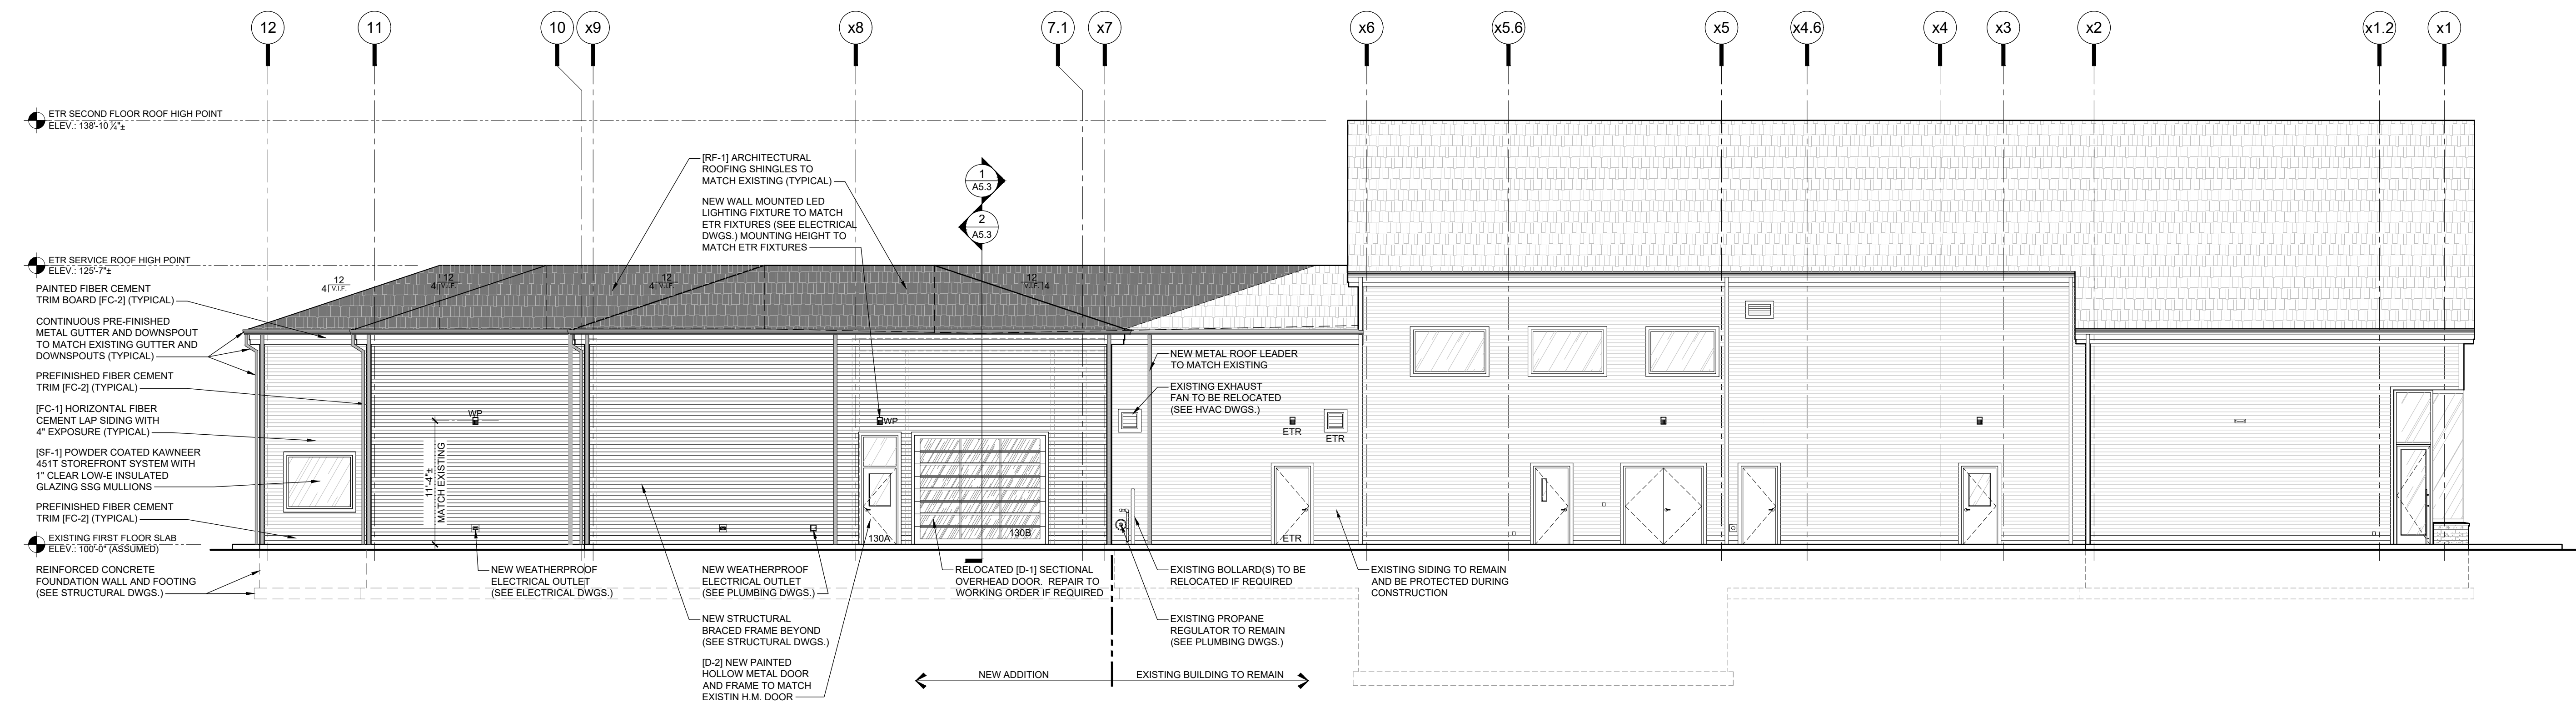 12
11
10
x9
x8
7.1
x7
x6
x5.6
x5
x4.6
x4
x3
x2
x1.2
x1
ETR SECOND FLOOR ROOF HIGH POINT
ELEV.: 138'-10 ¼"±
[RF-1] ARCHITECTURAL
ROOFING SHINGLES TO
MATCH EXISTING (TYPICAL)
NEW WALL MOUNTED LED
LIGHTING FIXTURE TO MATCH
ETR FIXTURES (SEE ELECTRICAL
DWGS.) MOUNTING HEIGHT TO
MATCH ETR FIXTURES
1
A5.3
2
A5.3
ETR SERVICE ROOF HIGH POINT
ELEV.: 125'-7"±
12
4
V.I.F.
12
4
V.I.F.
12
4
V.I.F.
12
V.I.F.
4
PAINTED FIBER CEMENT
TRIM BOARD [FC-2] (TYPICAL)
CONTINUOUS PRE-FINISHED
METAL GUTTER AND DOWNSPOUT
TO MATCH EXISTING GUTTER AND
DOWNSPOUTS (TYPICAL)
PREFINISHED FIBER CEMENT
TRIM [FC-2] (TYPICAL)
[FC-1] HORIZONTAL FIBER
CEMENT LAP SIDING WITH
4" EXPOSURE (TYPICAL)
[SF-1] POWDER COATED KAWNEER
451T STOREFRONT SYSTEM WITH
1" CLEAR LOW-E INSULATED
GLAZING SSG MULLIONS
PREFINISHED FIBER CEMENT
TRIM [FC-2] (TYPICAL)
EXISTING FIRST FLOOR SLAB
ELEV.: 100'-0" (ASSUMED)
REINFORCED CONCRETE
FOUNDATION WALL AND FOOTING
(SEE STRUCTURAL DWGS.)
WP
11'-4"±
MATCH EXISTING
WP
130A
130B
NEW METAL ROOF LEADER
TO MATCH EXISTING
EXISTING EXHAUST
FAN TO BE RELOCATED
(SEE HVAC DWGS.)
ETR
ETR
ETR
NEW WEATHERPROOF
ELECTRICAL OUTLET
(SEE ELECTRICAL DWGS.)
NEW WEATHERPROOF
ELECTRICAL OUTLET
(SEE PLUMBING DWGS.)
RELOCATED [D-1] SECTIONAL
OVERHEAD DOOR. REPAIR TO
WORKING ORDER IF REQUIRED
EXISTING BOLLARD(S) TO BE
RELOCATED IF REQUIRED
EXISTING SIDING TO REMAIN
AND BE PROTECTED DURING
CONSTRUCTION
NEW STRUCTURAL
BRACED FRAME BEYOND
(SEE STRUCTURAL DWGS.)
EXISTING PROPANE
REGULATOR TO REMAIN
(SEE PLUMBING DWGS.)
[D-2] NEW PAINTED
HOLLOW METAL DOOR
AND FRAME TO MATCH
EXISTIN H.M. DOOR
NEW ADDITION
EXISTING BUILDING TO REMAIN